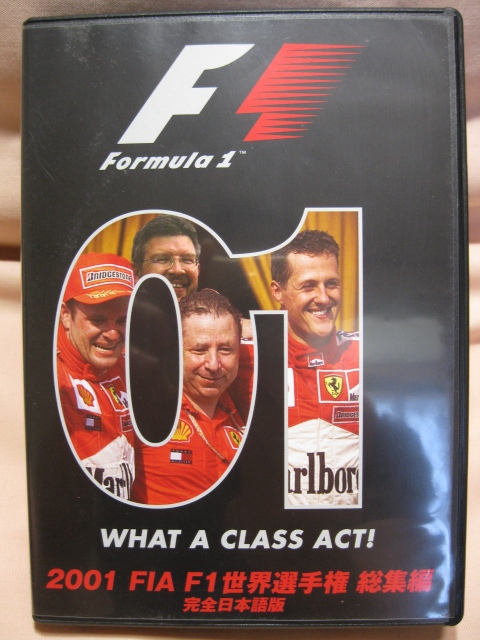 F1
Formula 1™
01
BRIDGESTONE
Marlboro
WHAT A CLASS ACT!
2001 FIA F1世界選手権 総集編
完全日本語版